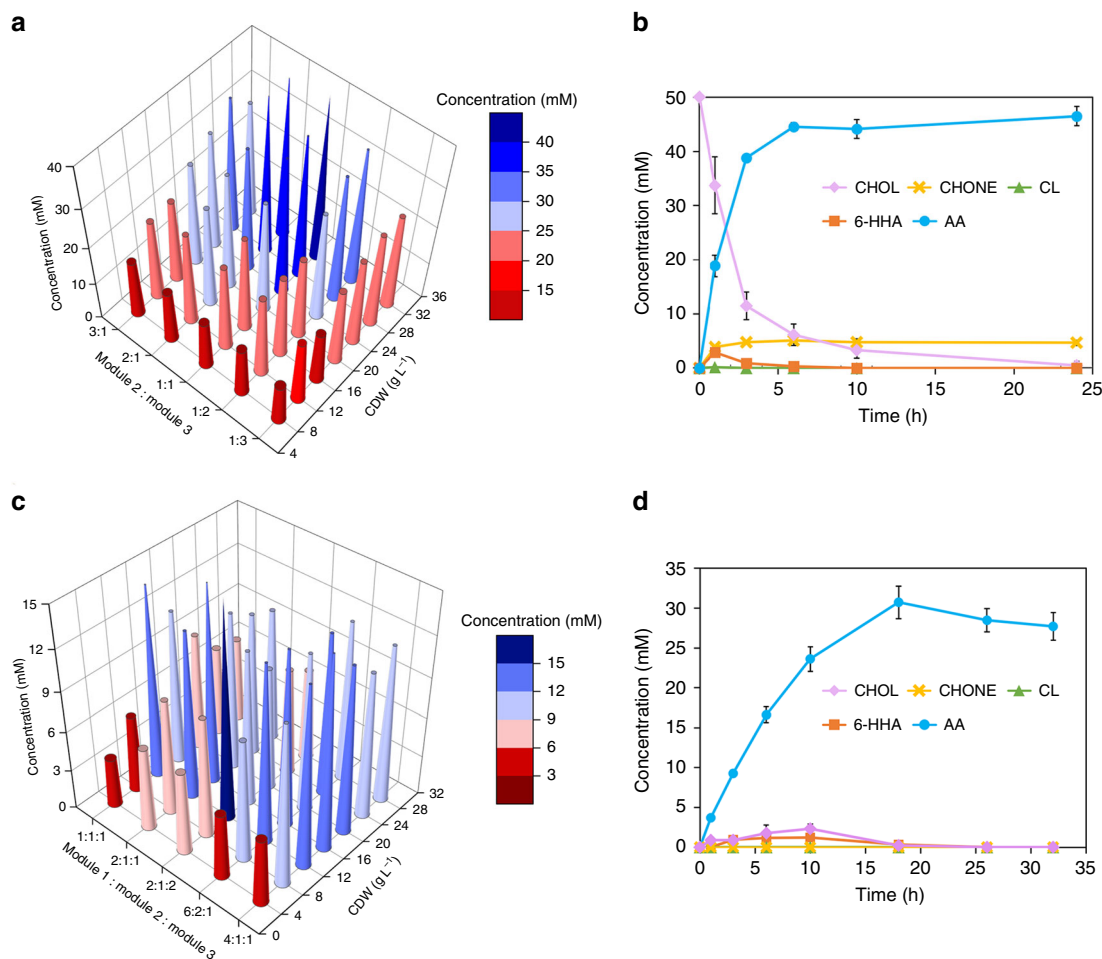 a
Concentration (mM)
40
30
20
10
0
3:1
2:1
1:1
1:2
1:3
Module 2 : module 3
4
8
12
16
20
24
28
32
36
CDW (g L⁻¹)
Concentration (mM)
40
35
30
25
20
15
b
Concentration (mM)
50
40
30
20
10
0
CHOL CHONE CL
6-HHA AA
0 5 10 15 20 25
Time (h)
c
Concentration (mM)
15
12
9
6
3
0
1:1:1
2:1:1
2:1:2
6:2:1
4:1:1
Module 1 : module 2 : module 3
0
4
8
12
16
20
24
28
32
CDW (g L⁻¹)
Concentration (mM)
15
12
9
6
3
d
Concentration (mM)
35
30
25
20
15
10
5
0
CHOL CHONE CL
6-HHA AA
0 5 10 15 20 25 30 35
Time (h)